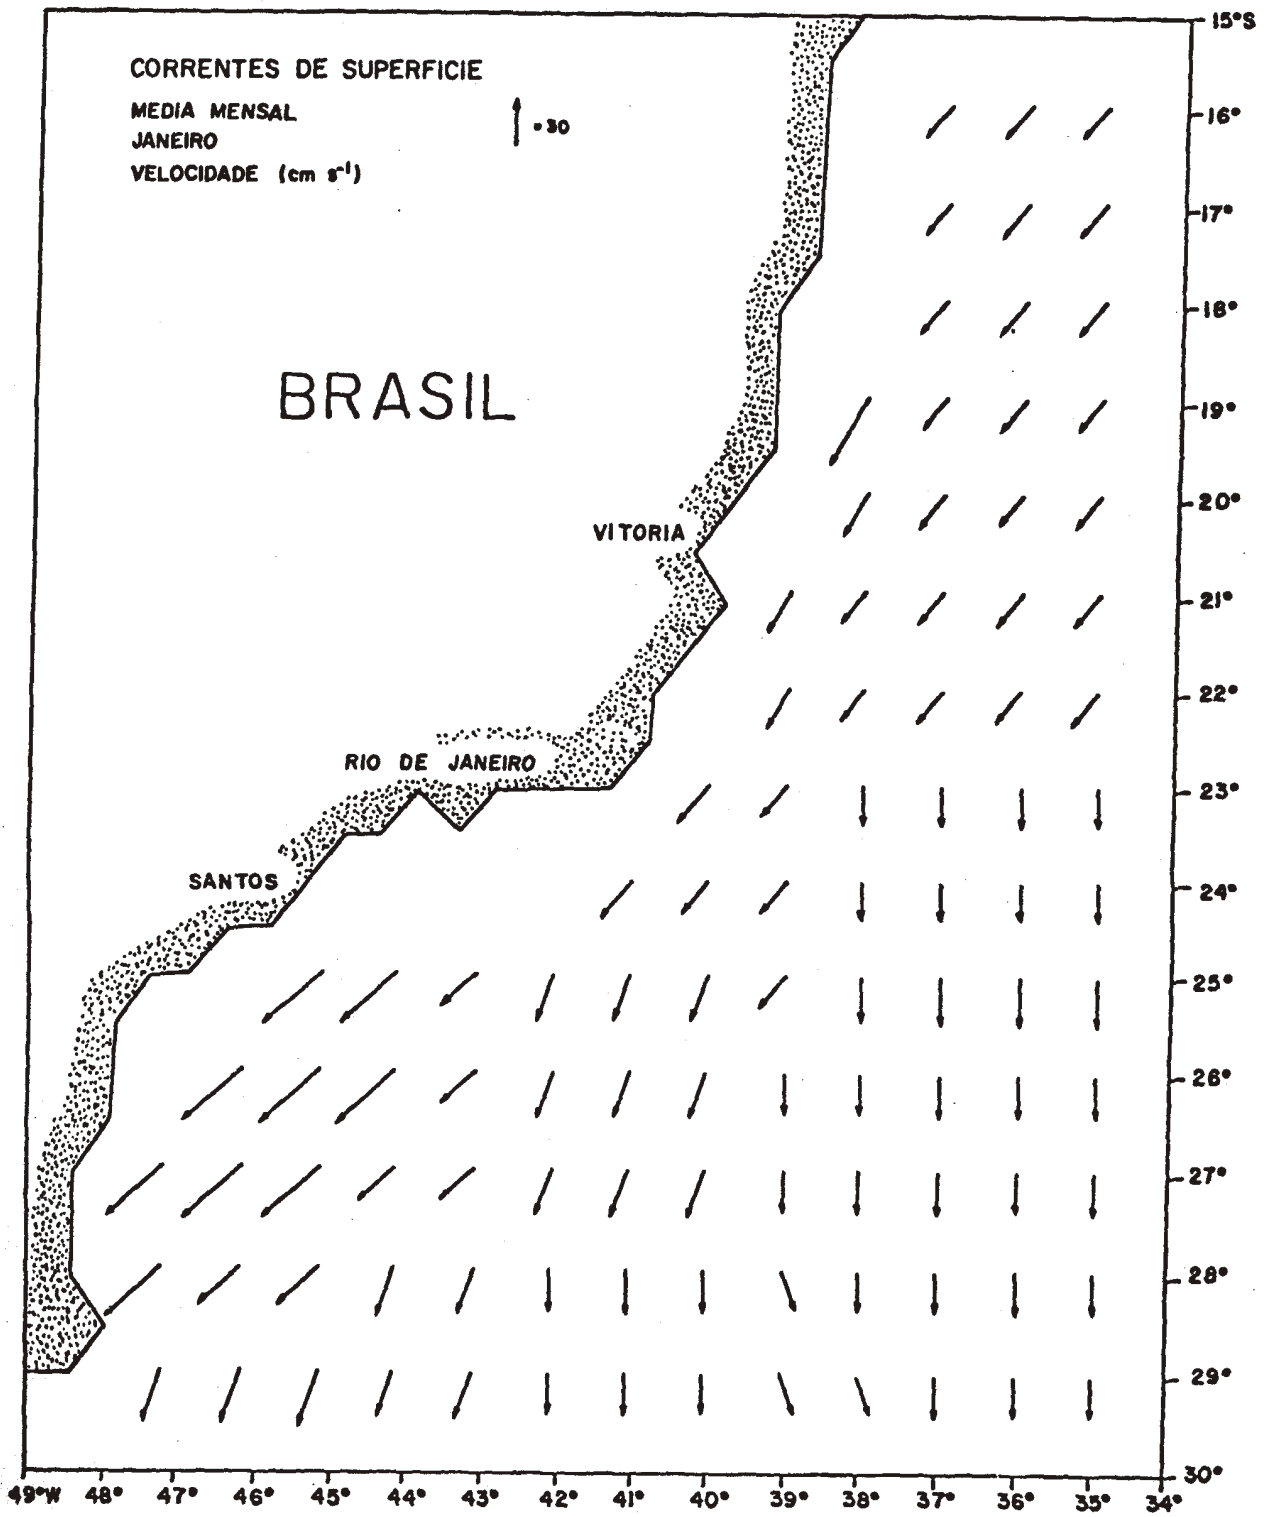 CORRENTES DE SUPERFICIE
MEDIA MENSAL
JANEIRO
VELOCIDADE (cm s⁻¹)
=30
BRASIL
VITORIA
RIO DE JANEIRO
SANTOS
15°S
16°
17°
18°
19°
20°
21°
22°
23°
24°
25°
26°
27°
28°
29°
30°
49°W 48° 47° 46° 45° 44° 43° 42° 41° 40° 39° 38° 37° 36° 35° 34°